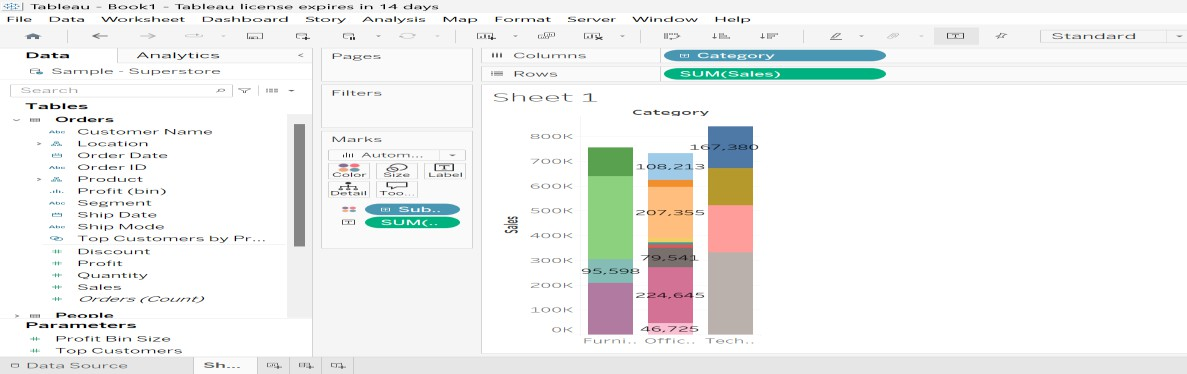 Tableau - Book1 - Tableau license expires in 14 days
File Data Worksheet Dashboard Story Analysis Map Format Server Window Help
Standard
Data Analytics
Sample - Superstore
Search
Tables
Orders
Abc Customer Name
Location
Order Date
Abc Order ID
Product
Profit (bin)
Abc Segment
Ship Date
Abc Ship Mode
Top Customers by Pr...
Discount
Profit
Quantity
Sales
Orders (Count)
People
Parameters
Profit Bin Size
Top Customers
Pages
Filters
Marks
Autom...
Color Size Label
Detail Too...
Sub..
SUM(..
Columns Category
Rows SUM(Sales)
Sheet 1
Category
Sales
800K
700K
600K
500K
400K
300K
200K
100K
0K
167,380
108,213
207,355
79,541
95,598
224,645
46,725
Furni.. Offic.. Tech..
Data Source Sh...